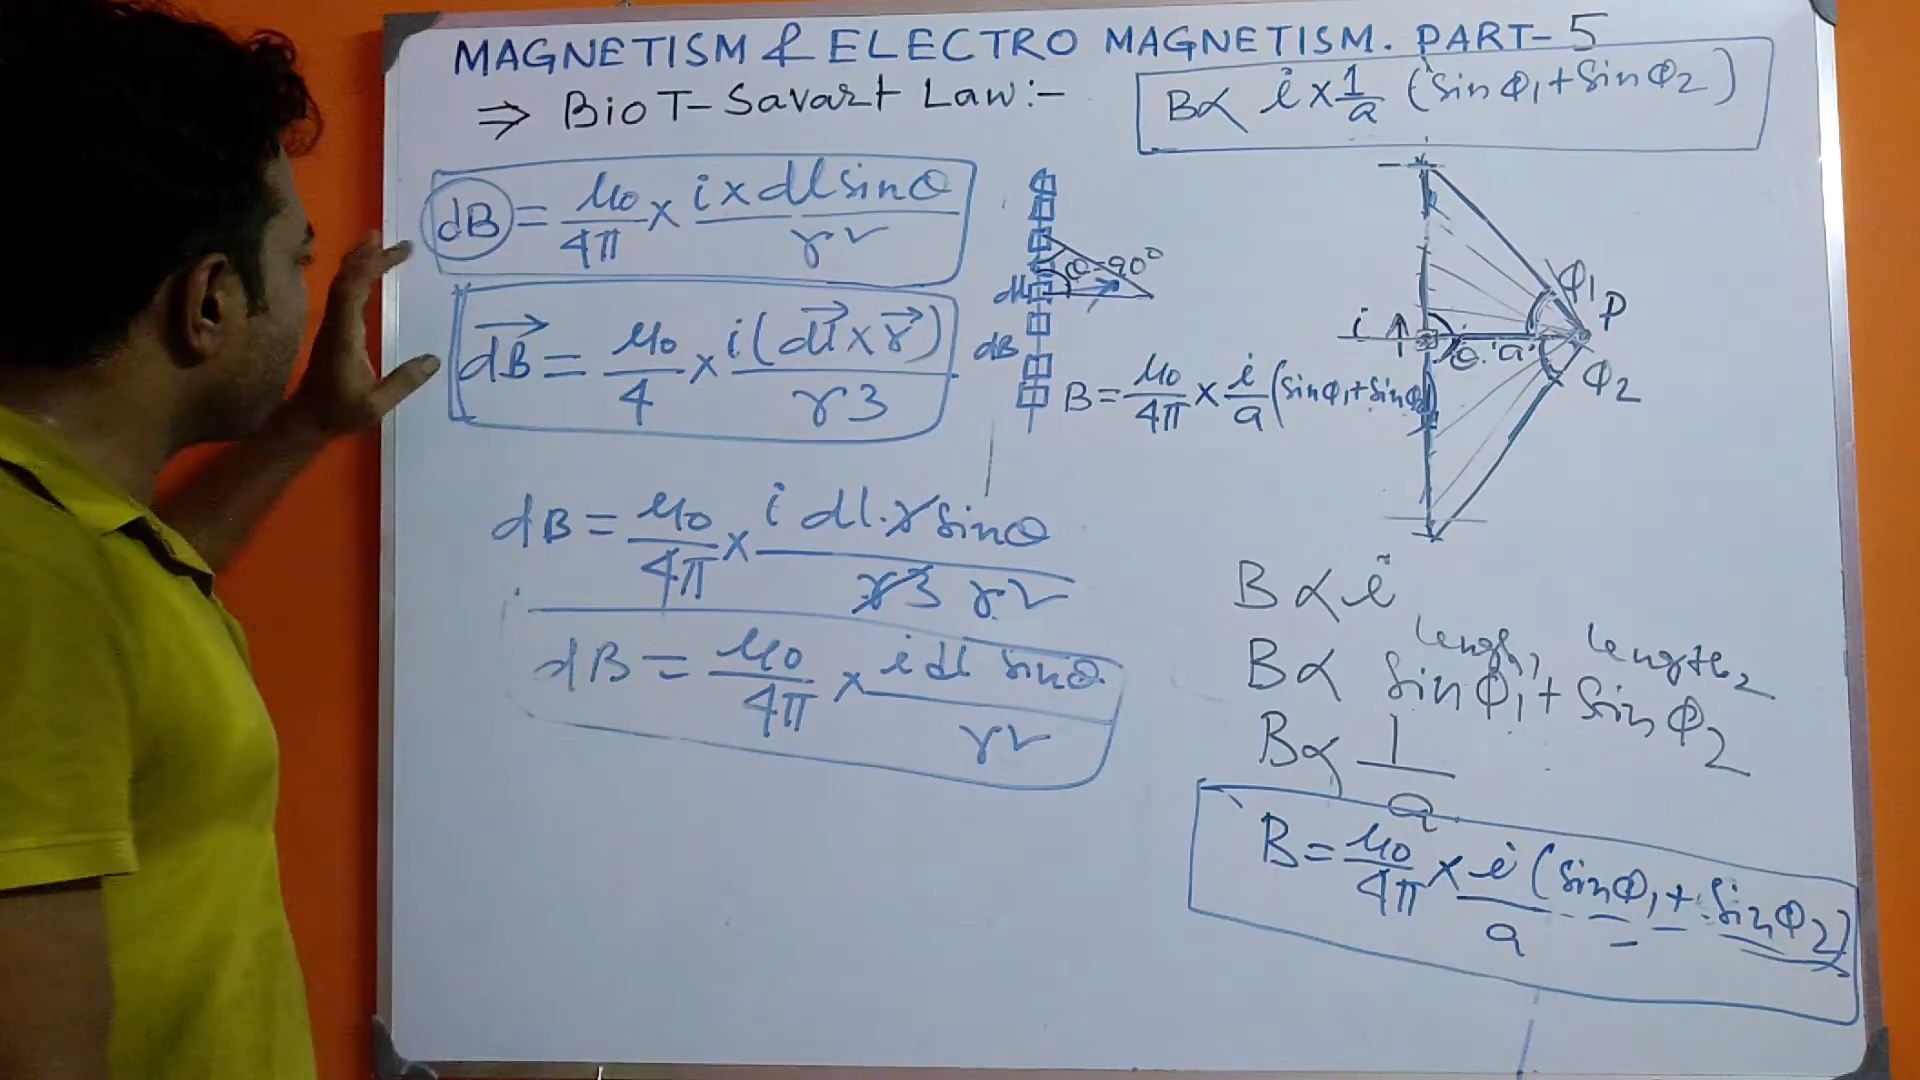 MAGNETISM & ELECTRO MAGNETISM. PART-5
⇒ BioT-Savart Law:-
B∝ i×1/a (Sinφ1+Sinφ2)
dB = μ0/4π × i×dl sinθ/r2
dB→ = μ0/4 × i(dl→×r→)/r3
dl
θ=90°
dB
B=μ0/4π × i/a (Sinφ1+Sinφ2)
i
θ
'a'
φ1
P
φ2
dB = μ0/4π × i dl.r sinθ/r3 r2
dB = μ0/4π × i dl sinθ/r2
B∝i
length1 length2
B∝ Sinφ1+Sinφ2
B∝ 1/a
B=μ0/4π × i/a (Sinφ1+Sinφ2)